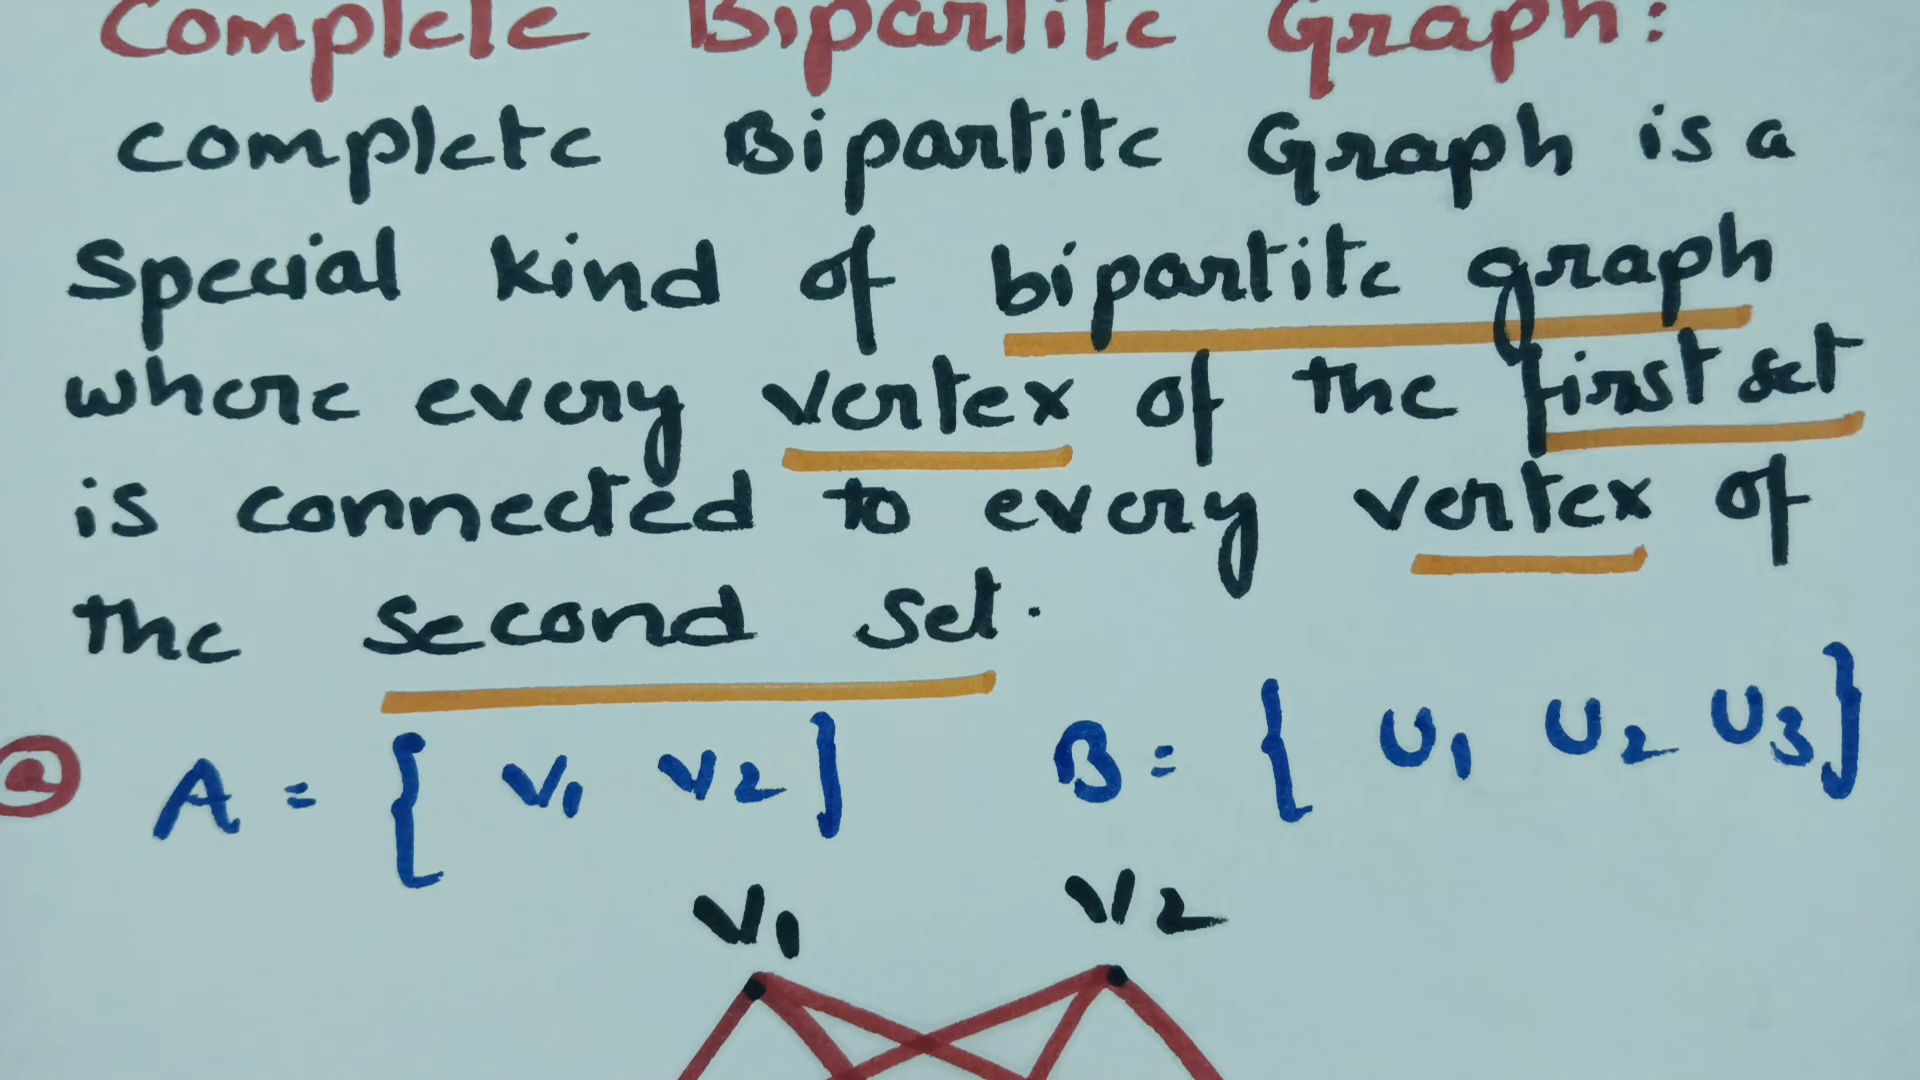 Complete Bipartite Graph:
Complete Bipartite Graph is a
Special kind of bipartite graph
where every vertex of the first set
is connected to every vertex of
the second set.
@ A = { V1 V2 } B = { U1 U2 U3 }
V1 V2